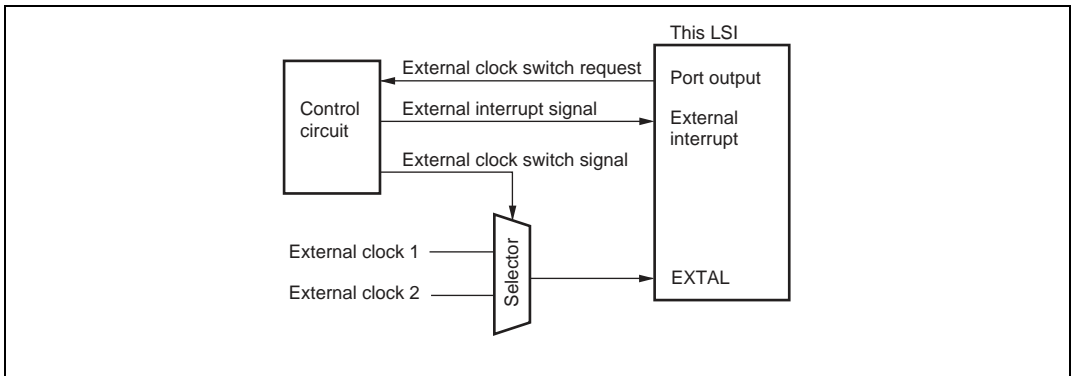 This LSI
External clock switch request
Port output
Control
circuit
External interrupt signal
External
interrupt
External clock switch signal
External clock 1
External clock 2
Selector
EXTAL